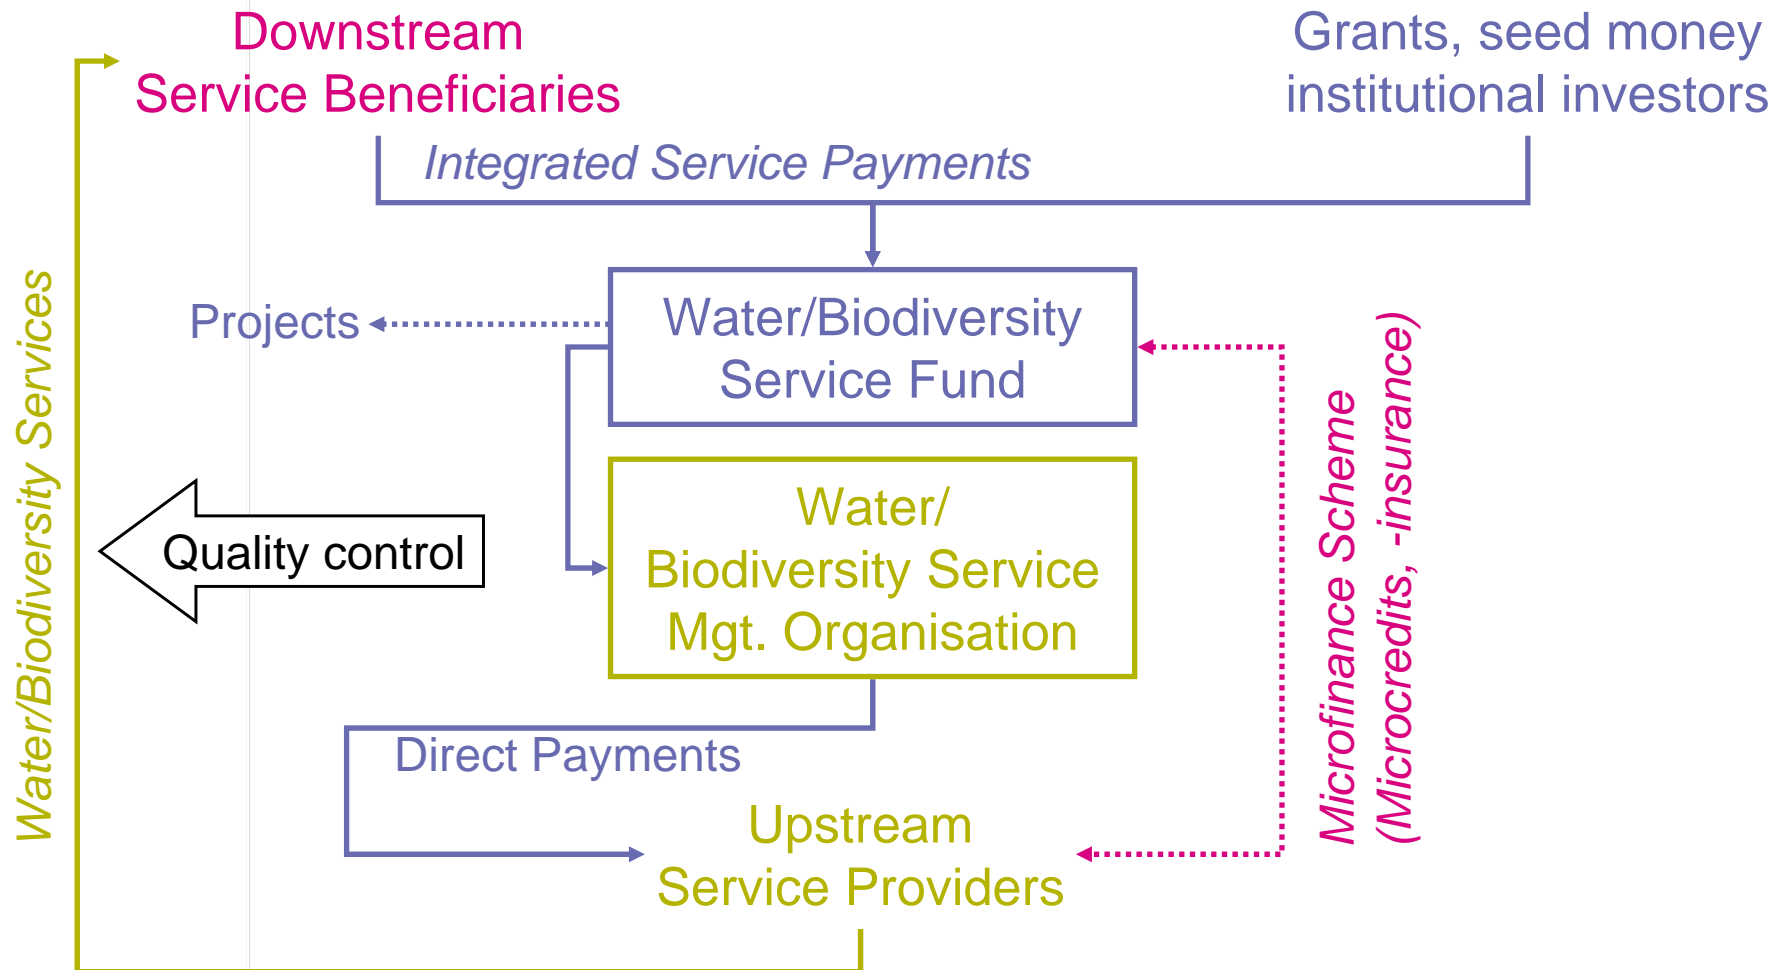 Downstream
Service Beneficiaries
Grants, seed money
institutional investors
Integrated Service Payments
Water/Biodiversity
Service Fund
Projects
Water/Biodiversity Services
Microfinance Scheme
(Microcredits, -insurance)
Quality control
Water/
Biodiversity Service
Mgt. Organisation
Direct Payments
Upstream
Service Providers